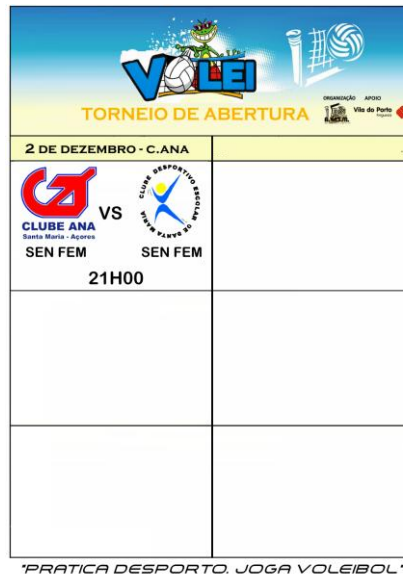 VOLEI
TORNEIO DE ABERTURA
ORGANIZAÇÃO APOIO
Vila do Porto
2 DE DEZEMBRO - C.ANA
CLUBE ANA
Santa Maria - Açores
VS
CLUBE DESPORTIVO ESCOLAR DE SANTA MARIA
SEN FEM SEN FEM
21H00
"PRATICA DESPORTO. JOGA VOLEIBOL"